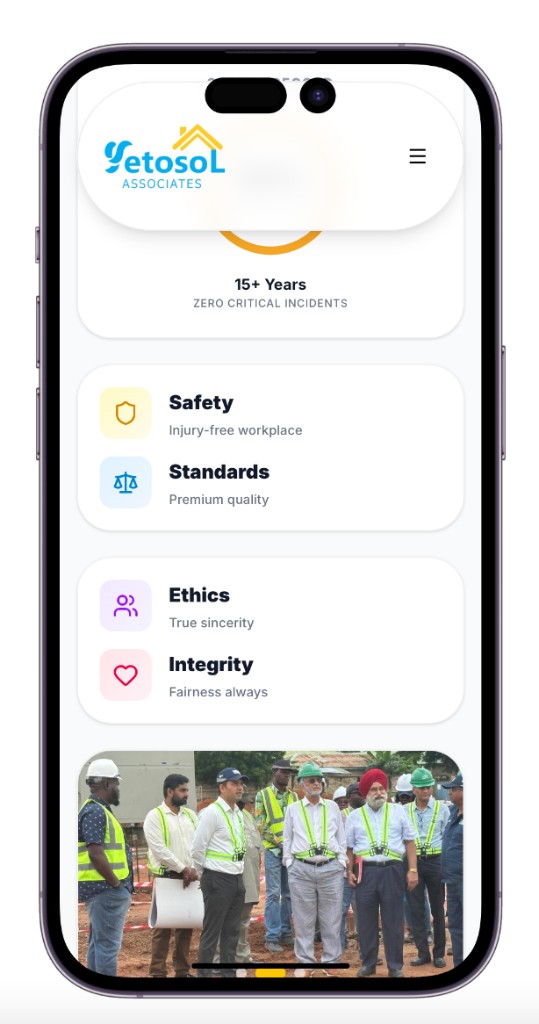 YetosoL
ASSOCIATES
15+ Years
ZERO CRITICAL INCIDENTS
Safety
Injury-free workplace
Standards
Premium quality
Ethics
True sincerity
Integrity
Fairness always